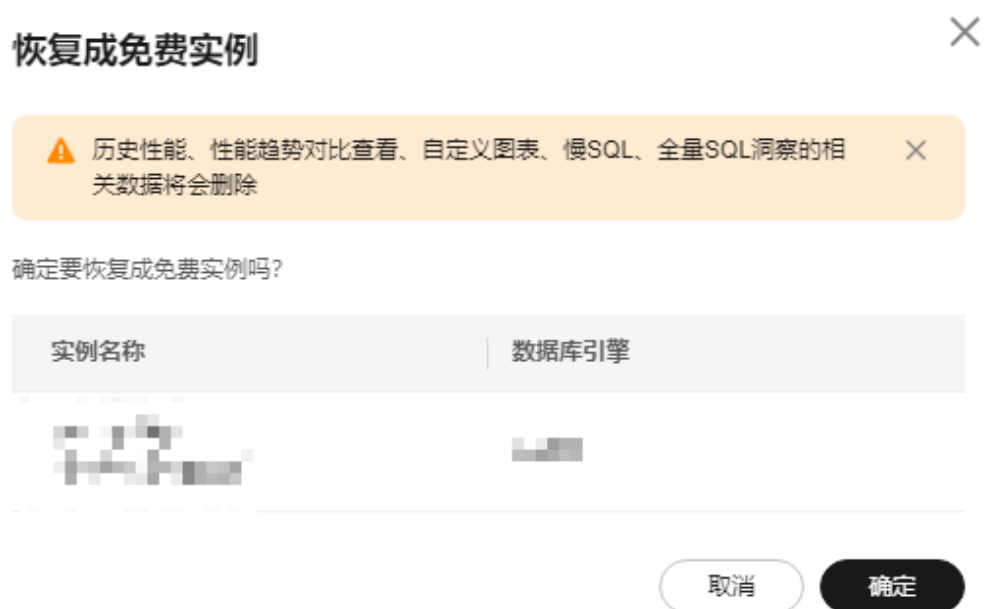 恢复成免费实例
历史性能、性能趋势对比查看、自定义图表、慢SQL、全量SQL洞察的相
关数据将会删除
确定要恢复成免费实例吗?
实例名称 数据库引擎
取消 确定